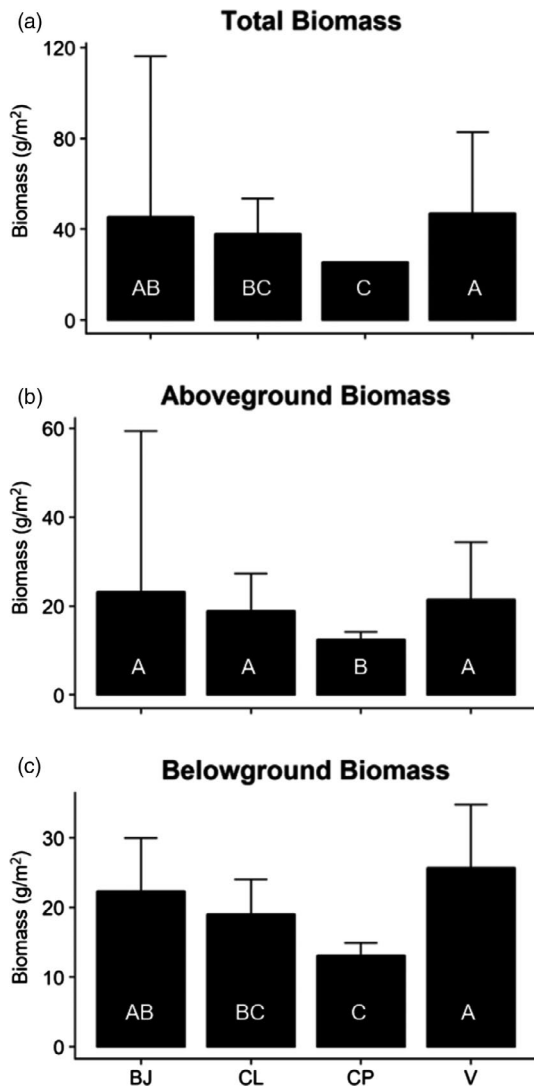 (a) Total Biomass
120
80
40
0
Biomass (g/m²)
AB BC C A
(b) Aboveground Biomass
60
40
20
0
Biomass (g/m²)
A A B A
(c) Belowground Biomass
30
20
10
0
Biomass (g/m²)
AB BC C A
BJ CL CP V